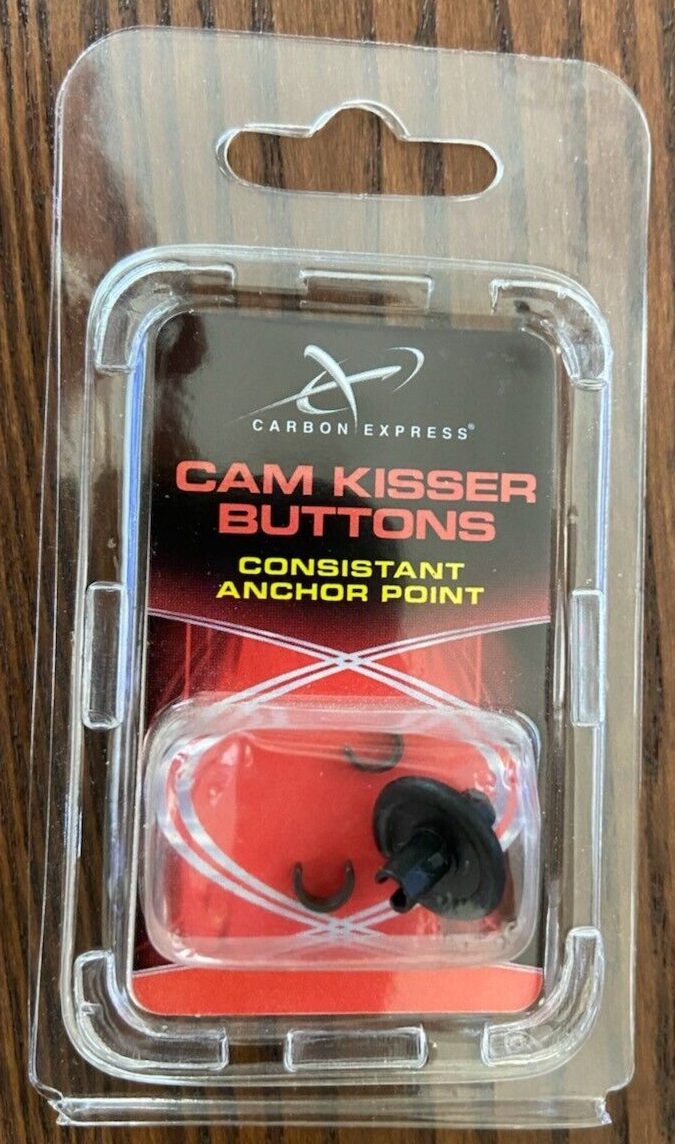 CARBON EXPRESS®
CAM KISSER
BUTTONS
CONSISTANT
ANCHOR POINT